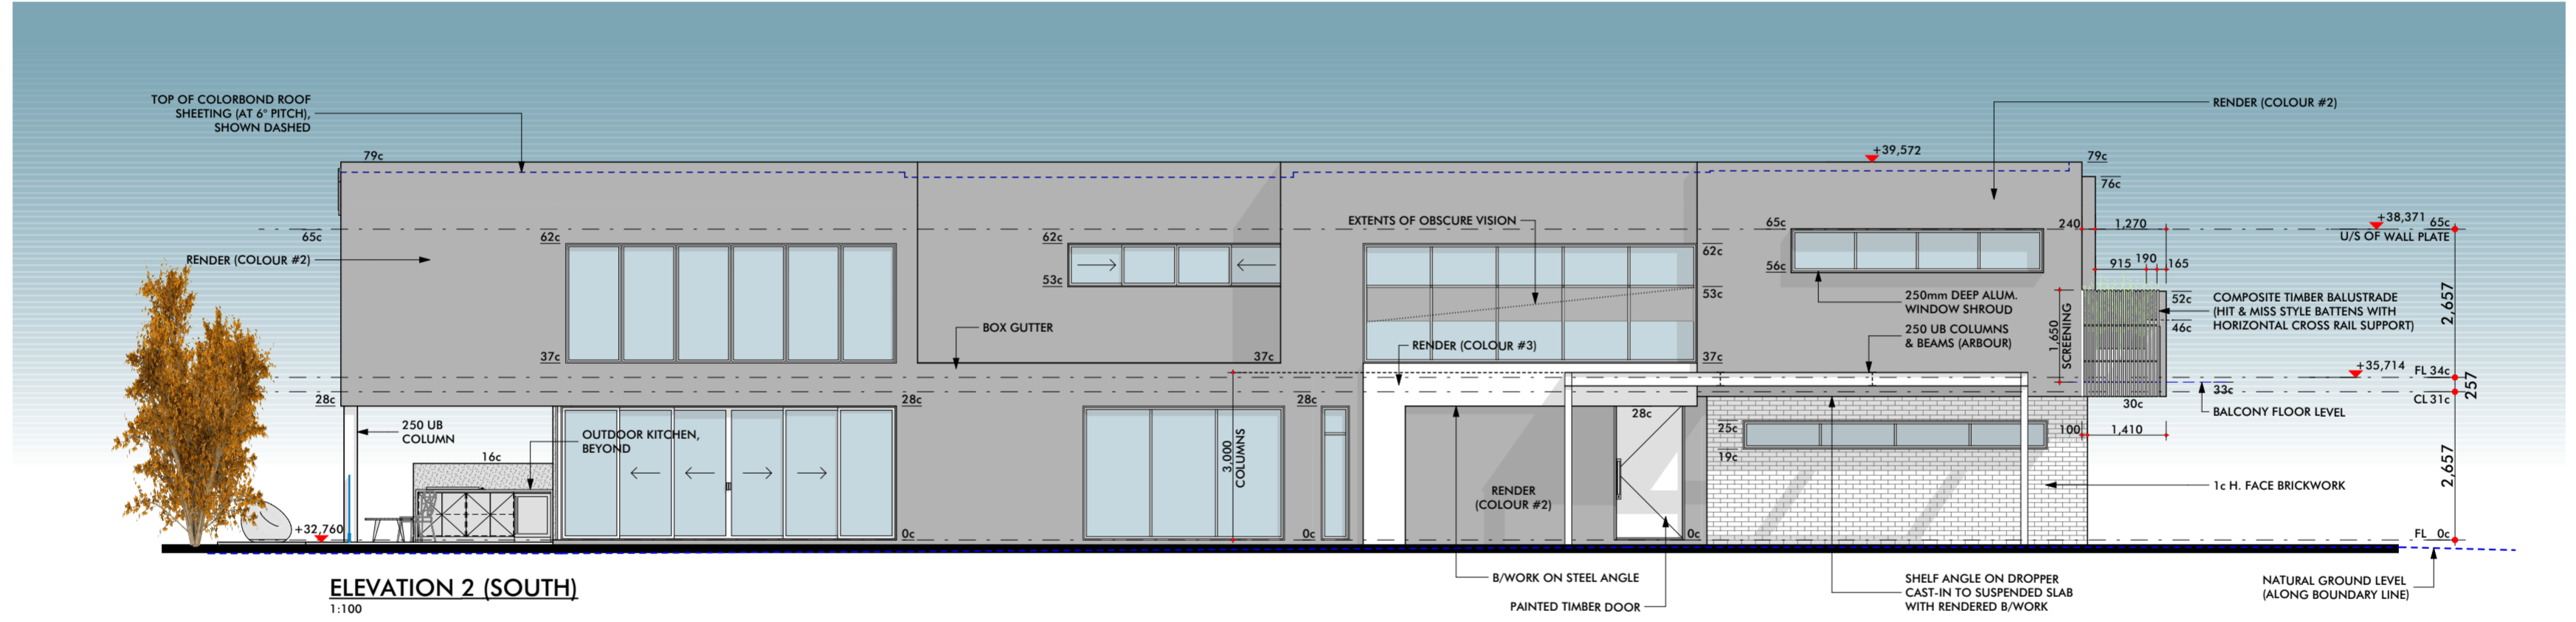 TOP OF COLORBOND ROOF
SHEETING (AT 6° PITCH),
SHOWN DASHED
RENDER (COLOUR #2)
79c
+39,572
79c
76c
EXTENTS OF OBSCURE VISION
65c
240
1,270
+38,371
65c
U/S OF WALL PLATE
65c
62c
62c
62c
RENDER (COLOUR #2)
56c
915
190
165
53c
53c
250mm DEEP ALUM.
WINDOW SHROUD
1,650
SCREENING
52c
46c
COMPOSITE TIMBER BALUSTRADE
(HIT & MISS STYLE BATTENS WITH
HORIZONTAL CROSS RAIL SUPPORT)
2,657
BOX GUTTER
250 UB COLUMNS
& BEAMS (ARBOUR)
RENDER (COLOUR #3)
37c
37c
37c
+35,714
FL 34c
33c
257
28c
28c
28c
28c
30c
CL 31c
BALCONY FLOOR LEVEL
250 UB
COLUMN
OUTDOOR KITCHEN,
BEYOND
25c
100
1,410
16c
3,000
COLUMNS
19c
2,657
RENDER
(COLOUR #2)
1c H. FACE BRICKWORK
+32,760
0c
0c
0c
FL 0c
ELEVATION 2 (SOUTH)
1:100
B/WORK ON STEEL ANGLE
PAINTED TIMBER DOOR
SHELF ANGLE ON DROPPER
CAST-IN TO SUSPENDED SLAB
WITH RENDERED B/WORK
NATURAL GROUND LEVEL
(ALONG BOUNDARY LINE)